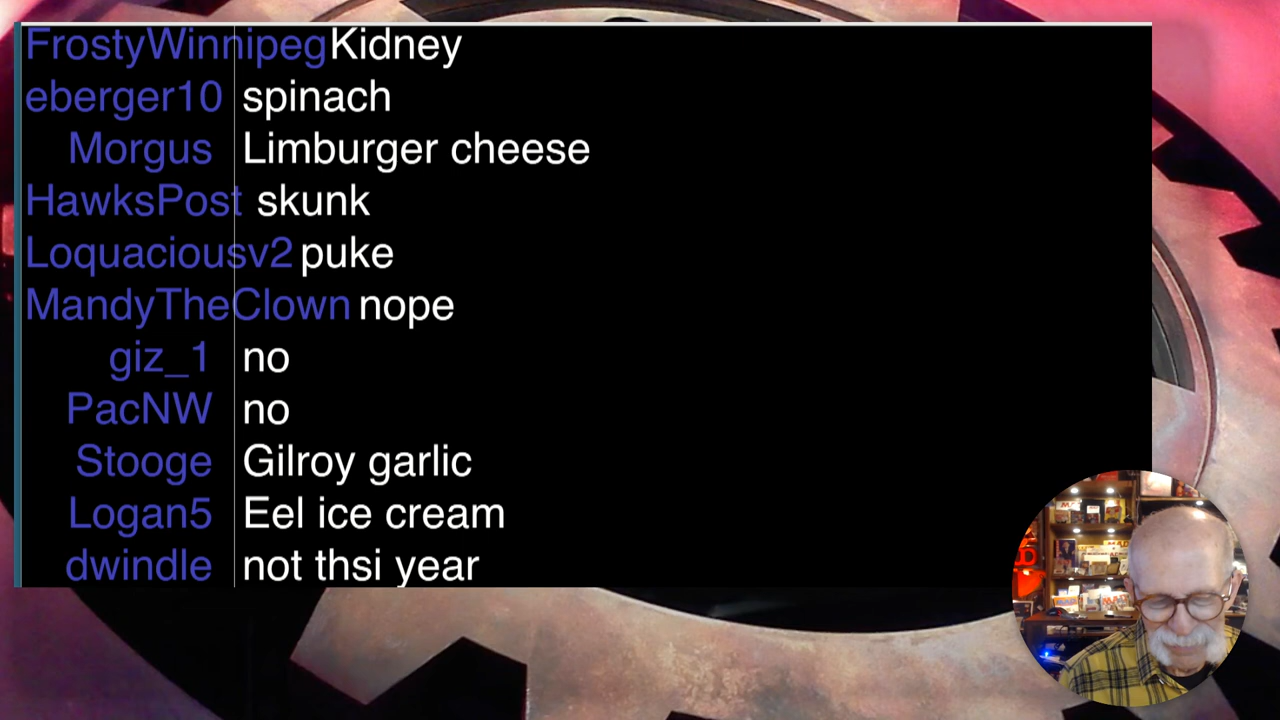 FrostyWinnipeg Kidney
eberger10 spinach
Morgus Limburger cheese
HawksPost skunk
Loquaciousv2 puke
MandyTheClown nope
giz_1 no
PacNW no
Stooge Gilroy garlic
Logan5 Eel ice cream
dwindle not thsi year